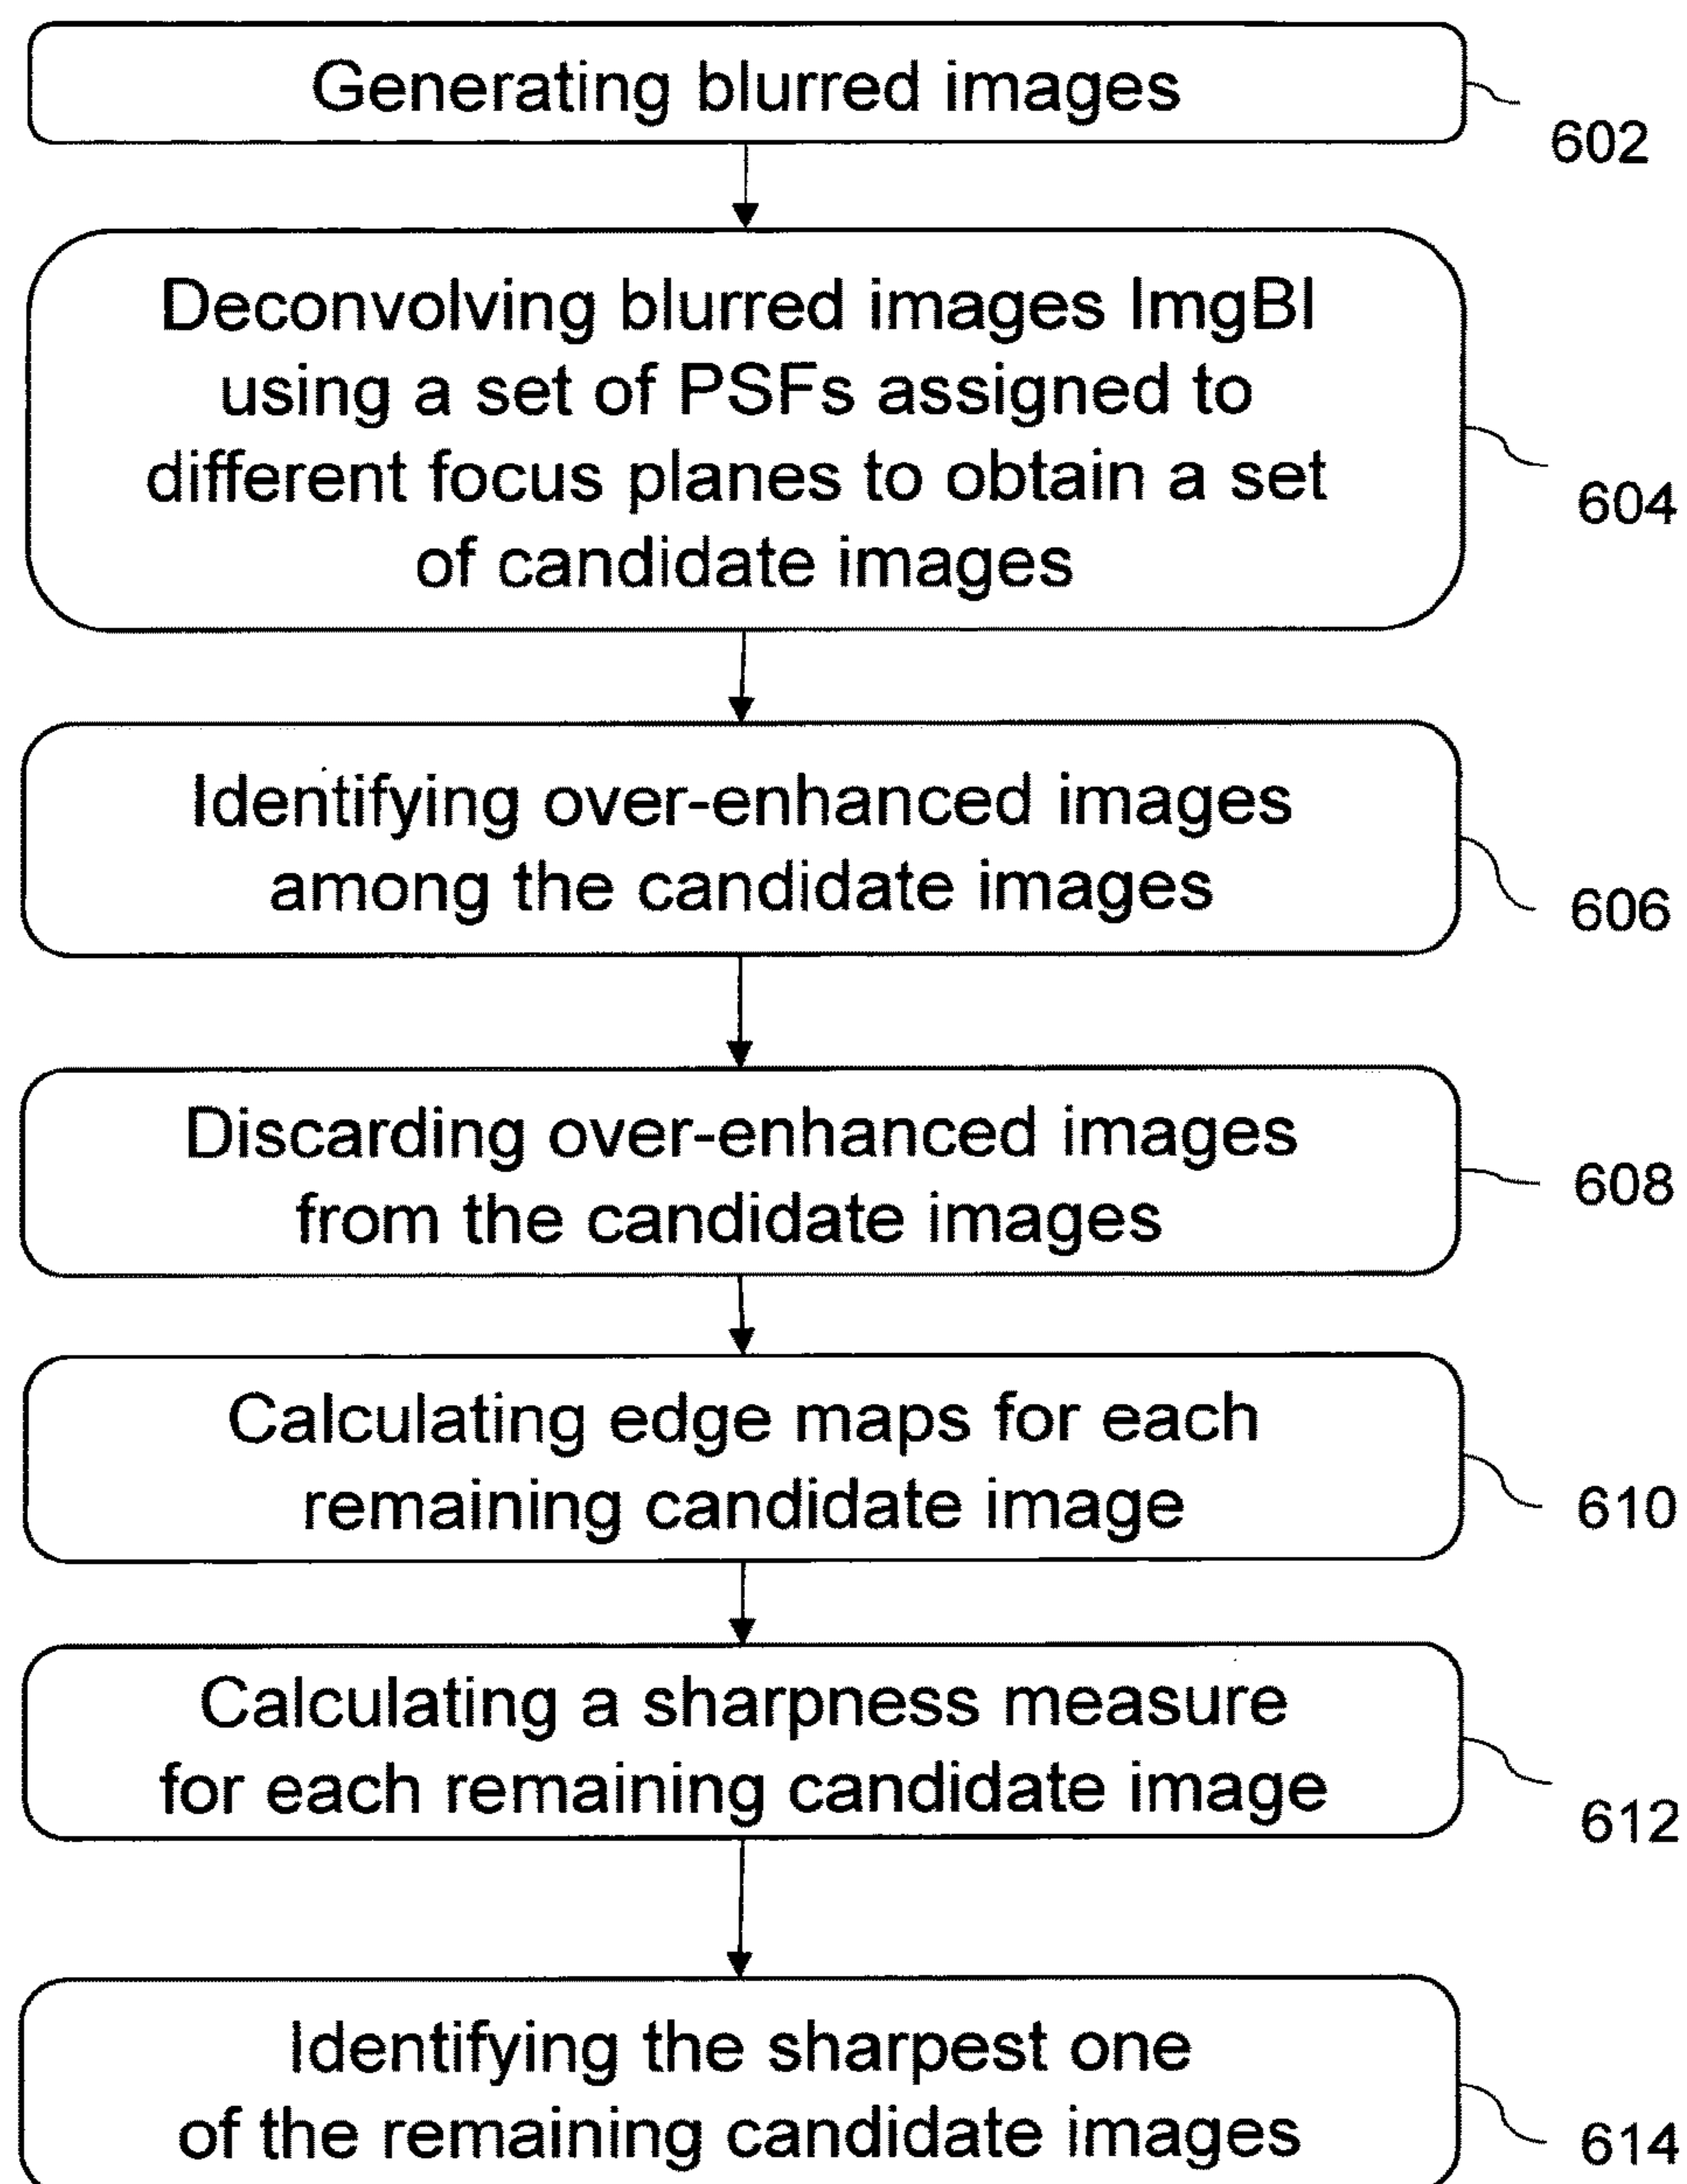 Generating blurred images
602
Deconvolving blurred images ImgBI
using a set of PSFs assigned to
different focus planes to obtain a set
of candidate images
604
Identifying over-enhanced images
among the candidate images
606
Discarding over-enhanced images
from the candidate images
608
Calculating edge maps for each
remaining candidate image
610
Calculating a sharpness measure
for each remaining candidate image
612
Identifying the sharpest one
of the remaining candidate images
614